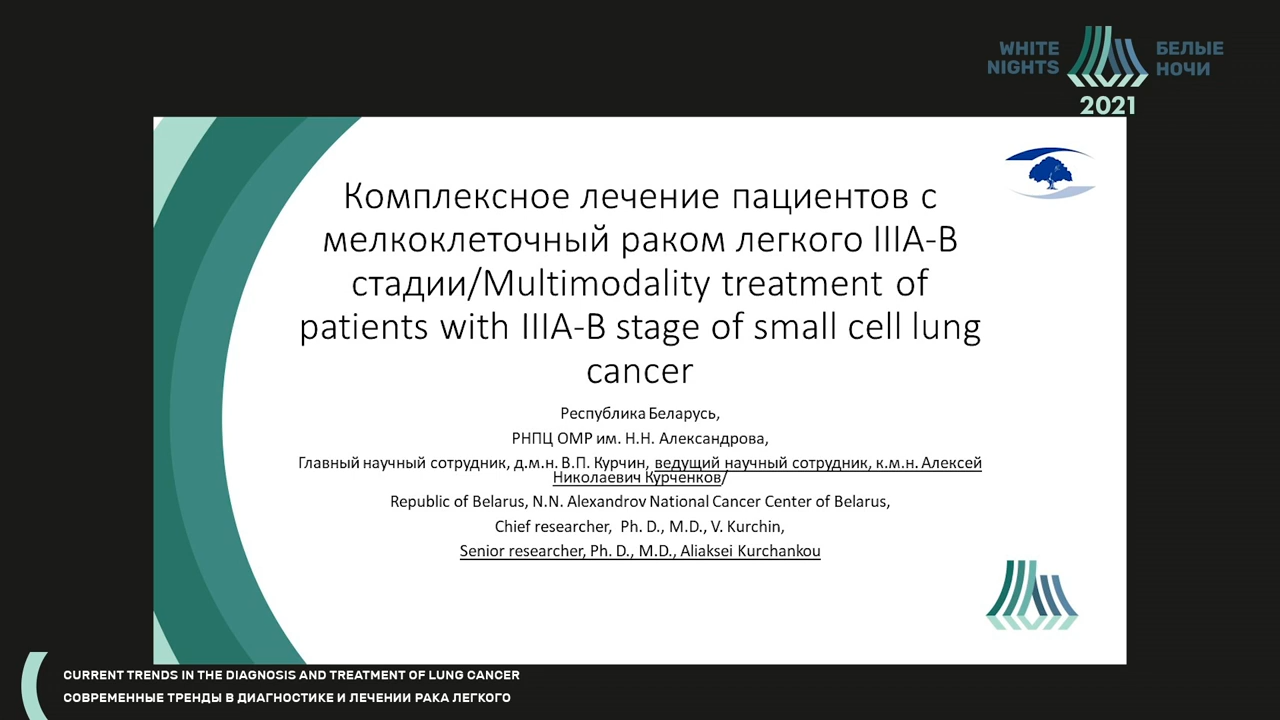 WHITE NIGHTS
БЕЛЫЕ НОЧИ
2021
Комплексное лечение пациентов с
мелкоклеточный раком легкого IIIA-B
стадии/Multimodality treatment of
patients with IIIA-B stage of small cell lung
cancer
Республика Беларусь,
РНПЦ ОМР им. Н.Н. Александрова,
Главный научный сотрудник, д.м.н. В.П. Курчин, ведущий научный сотрудник, к.м.н. Алексей
Николаевич Курченков/
Republic of Belarus, N.N. Alexandrov National Cancer Center of Belarus,
Chief researcher, Ph. D., M.D., V. Kurchin,
Senior researcher, Ph. D., M.D., Aliaksei Kurchankou
CURRENT TRENDS IN THE DIAGNOSIS AND TREATMENT OF LUNG CANCER
СОВРЕМЕННЫЕ ТРЕНДЫ В ДИАГНОСТИКЕ И ЛЕЧЕНИИ РАКА ЛЕГКОГО